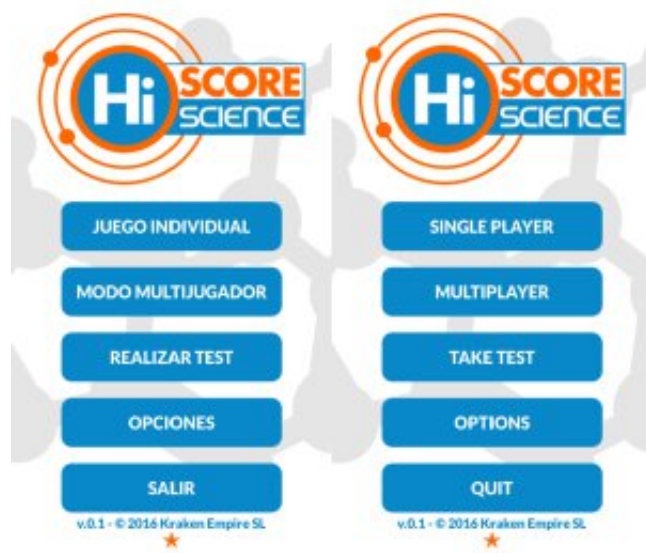 Hi SCORE
SCIENCE
JUEGO INDIVIDUAL
MODO MULTIJUGADOR
REALIZAR TEST
OPCIONES
SALIR
v.0.1 - © 2016 Kraken Empire SL
Hi SCORE
SCIENCE
SINGLE PLAYER
MULTIPLAYER
TAKE TEST
OPTIONS
QUIT
v.0.1 - © 2016 Kraken Empire SL